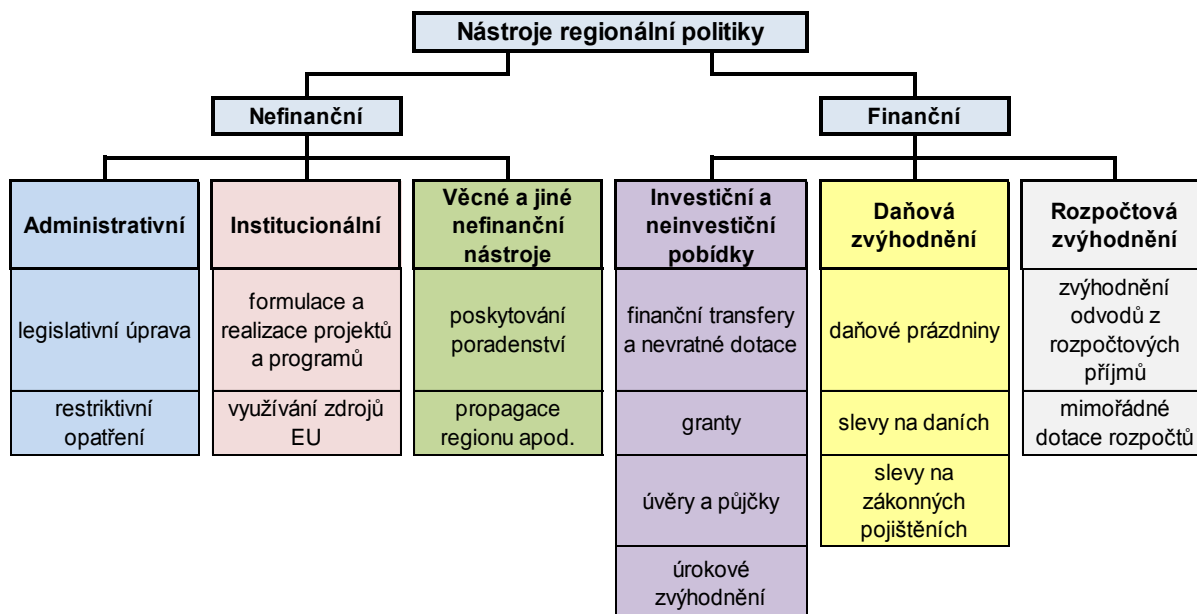 Nástroje regionální politiky
Nefinanční
Finanční
Administrativní
Institucionální
Věcné a jiné
nefinanční
nástroje
Investiční a
neinvestiční
pobídky
Daňová
zvýhodnění
Rozpočtová
zvýhodnění
legislativní úprava
formulace a
realizace projektů
a programů
poskytování
poradenství
finanční transfery
a nevratné dotace
daňové prázdniny
zvýhodnění
odvodů z
rozpočtových
příjmů
restriktivní
opatření
využívání zdrojů
EU
propagace
regionu apod.
granty
slevy na daních
mimořádné
dotace rozpočtů
úvěry a půjčky
slevy na
zákonných
pojištěních
úrokové
zvýhodnění